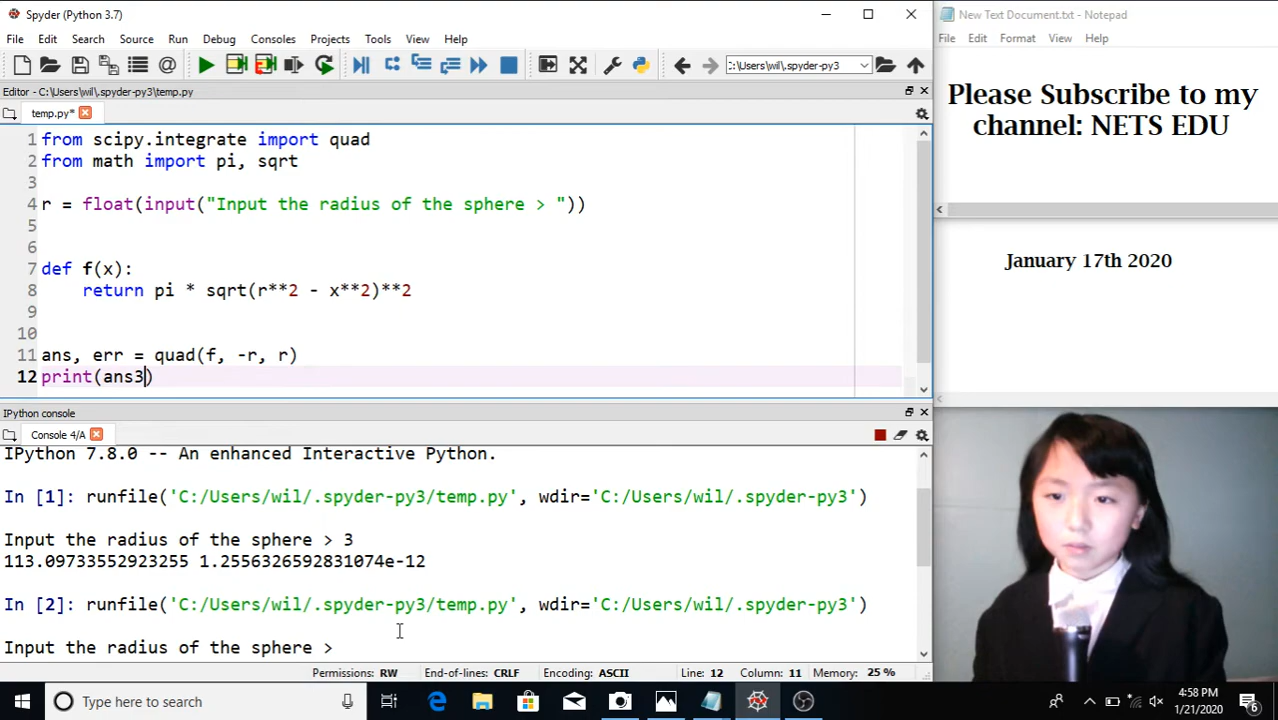 Spyder (Python 3.7)
File Edit Search Source Run Debug Consoles Projects Tools View Help
:\Users\wil\.spyder-py3
Editor - C:\Users\wil\.spyder-py3\temp.py
temp.py*
1 from scipy.integrate import quad
2 from math import pi, sqrt
3
4 r = float(input("Input the radius of the sphere > "))
5
6
7 def f(x):
8 return pi * sqrt(r**2 - x**2)**2
9
10
11 ans, err = quad(f, -r, r)
12 print(ans3)
IPython console
Console 4/A
IPython 7.8.0 -- An enhanced Interactive Python.
In [1]: runfile('C:/Users/wil/.spyder-py3/temp.py', wdir='C:/Users/wil/.spyder-py3')
Input the radius of the sphere > 3
113.09733552923255 1.2556326592831074e-12
In [2]: runfile('C:/Users/wil/.spyder-py3/temp.py', wdir='C:/Users/wil/.spyder-py3')
Input the radius of the sphere >
Permissions: RW End-of-lines: CRLF Encoding: ASCII Line: 12 Column: 11 Memory: 25 %
New Text Document.txt - Notepad
File Edit Format View Help
Please Subscribe to my
channel: NETS EDU
January 17th 2020
Type here to search
4:58 PM
1/21/2020
6